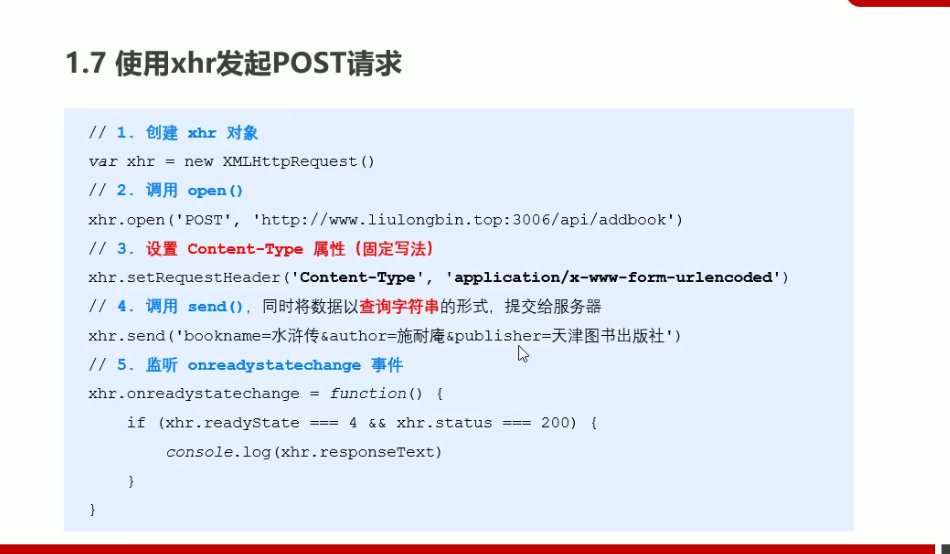 1.7 使用xhr发起POST请求
// 1. 创建 xhr 对象
var xhr = new XMLHttpRequest()
// 2. 调用 open()
xhr.open('POST', 'http://www.liulongbin.top:3006/api/addbook')
// 3. 设置 Content-Type 属性（固定写法）
xhr.setRequestHeader('Content-Type', 'application/x-www-form-urlencoded')
// 4. 调用 send()，同时将数据以查询字符串的形式，提交给服务器
xhr.send('bookname=水浒传&author=施耐庵&publisher=天津图书出版社')
// 5. 监听 onreadystatechange 事件
xhr.onreadystatechange = function() {
    if (xhr.readyState === 4 && xhr.status === 200) {
        console.log(xhr.responseText)
    }
}